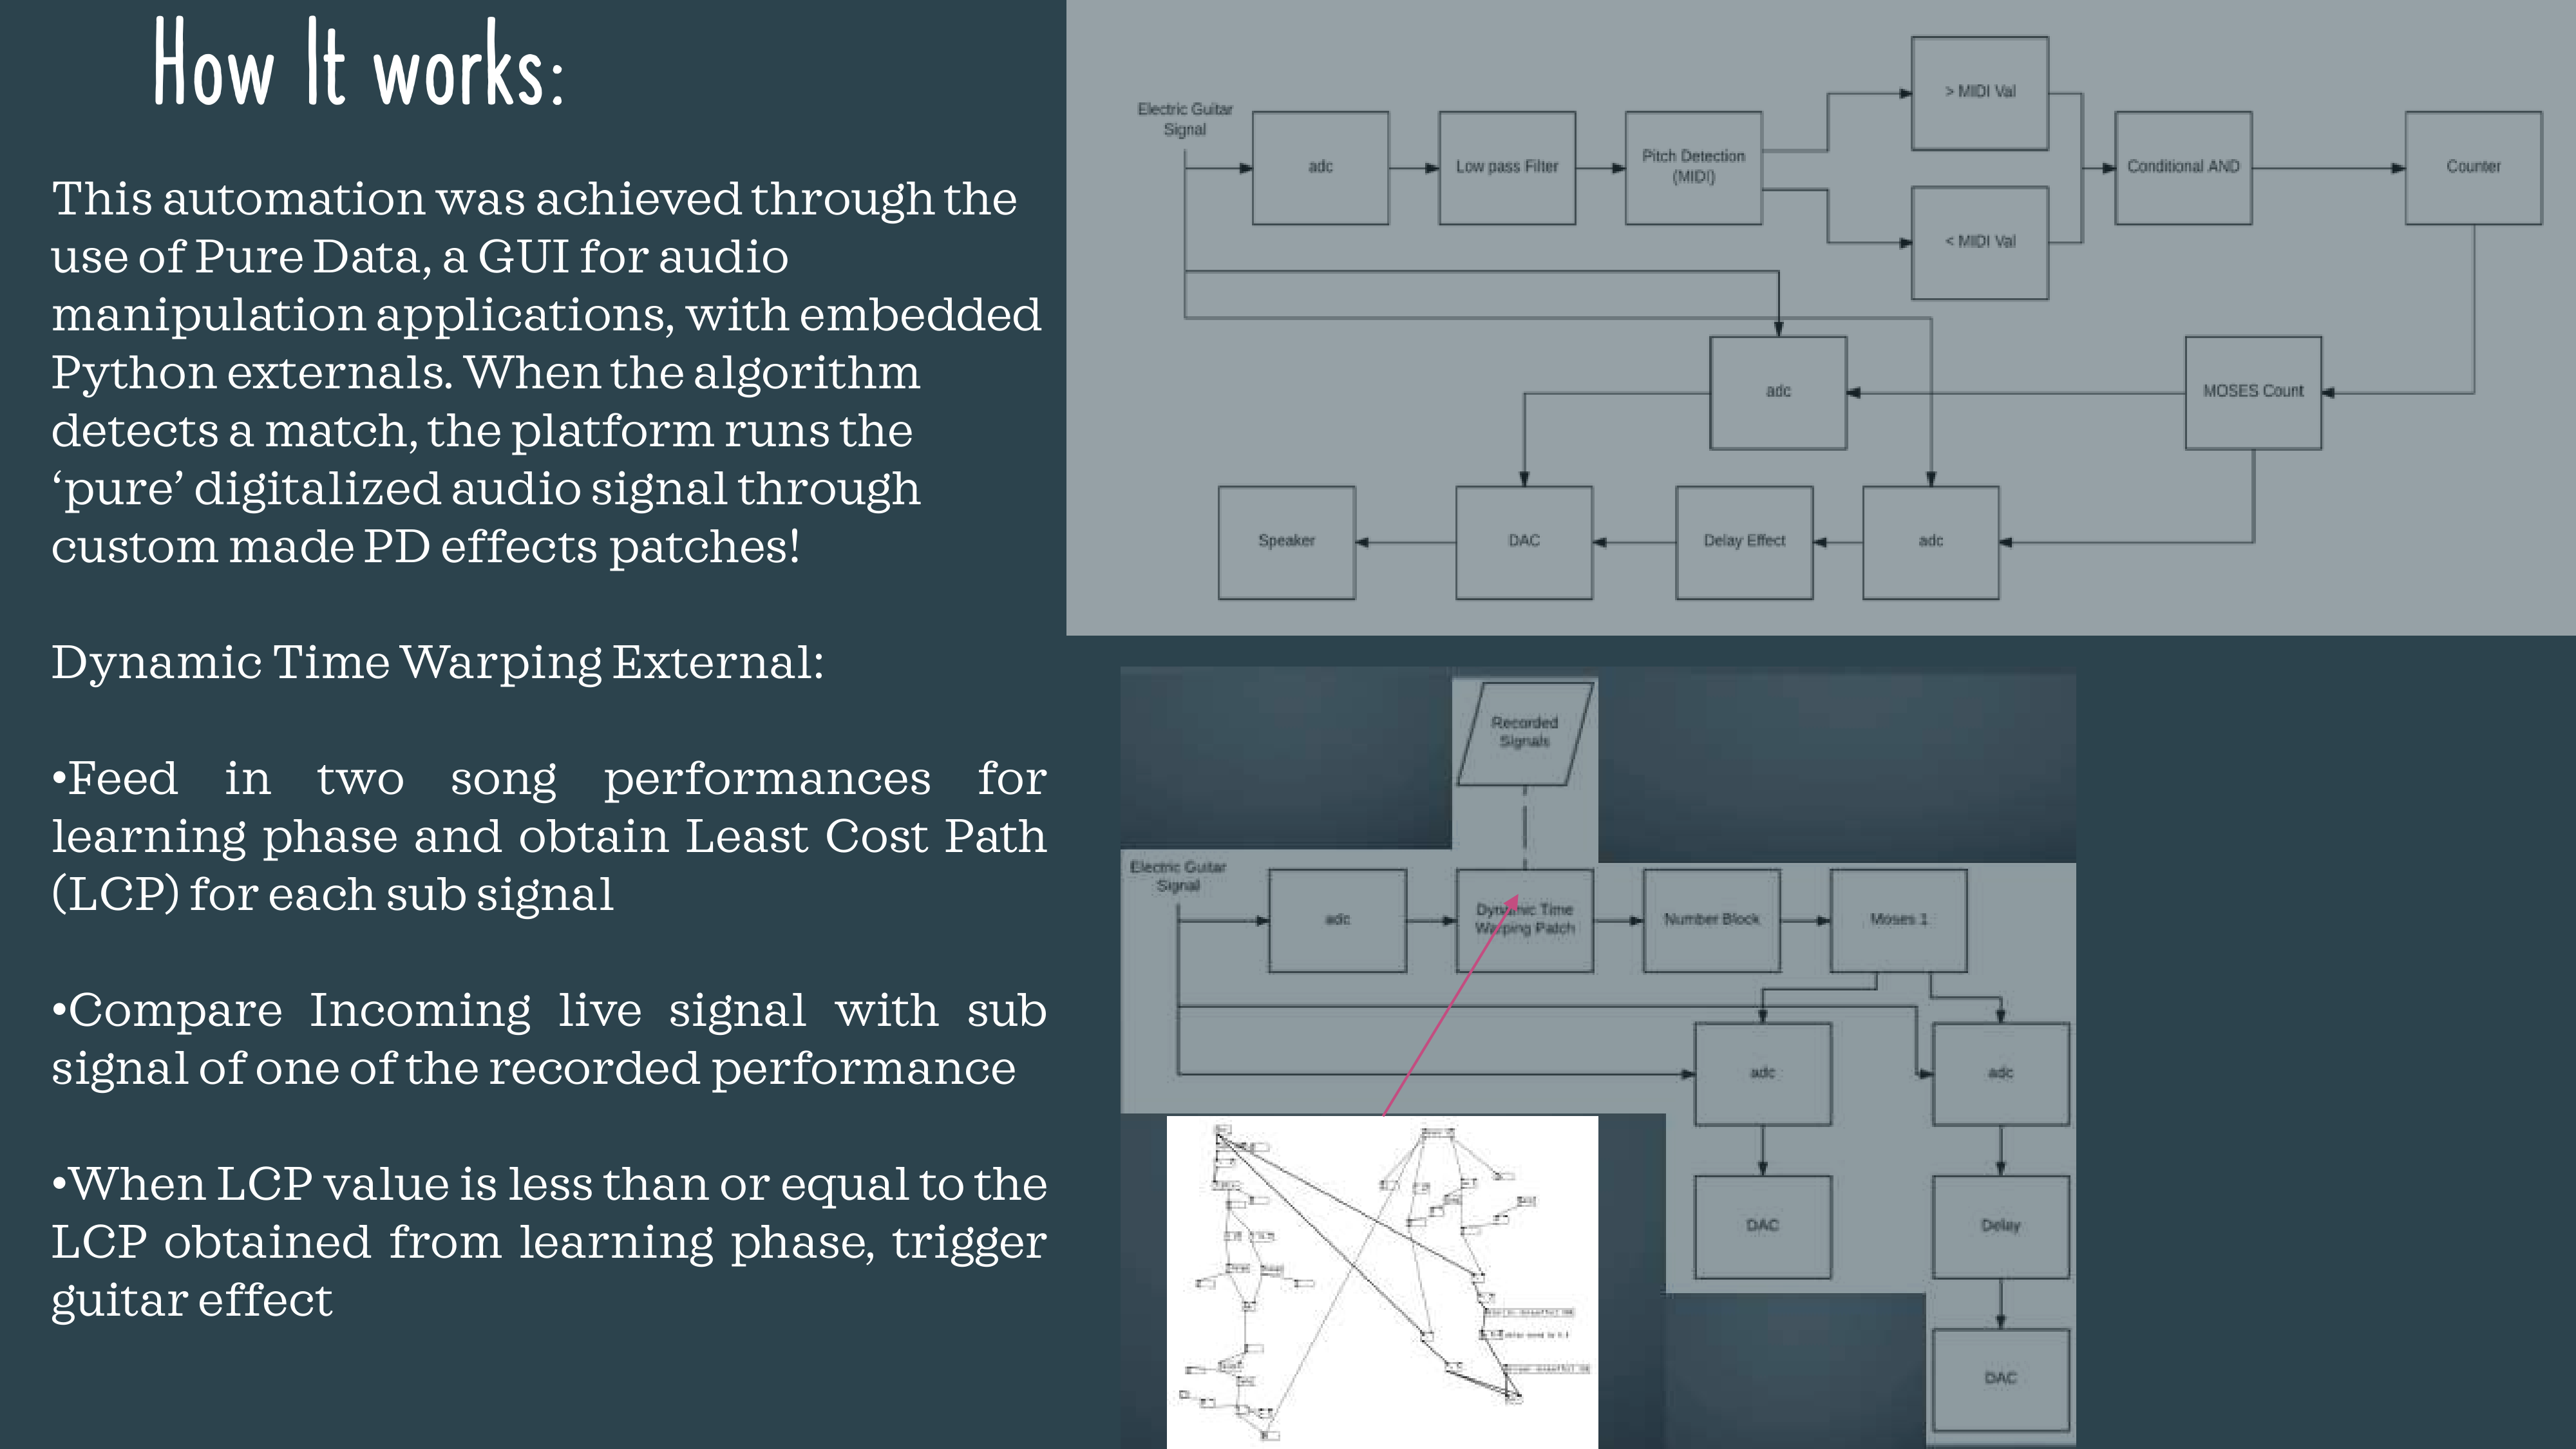 How It works:
This automation was achieved through the
use of Pure Data, a GUI for audio
manipulation applications, with embedded
Python externals. When the algorithm
detects a match, the platform runs the
‘pure’ digitalized audio signal through
custom made PD effects patches!
Dynamic Time Warping External:
•Feed in two song performances for
learning phase and obtain Least Cost Path
(LCP) for each sub signal
•Compare Incoming live signal with sub
signal of one of the recorded performance
•When LCP value is less than or equal to the
LCP obtained from learning phase, trigger
guitar effect
Electric Guitar
Signal
adc
Low pass Filter
Pitch Detection
(MIDI)
> MIDI Val
< MIDI Val
Conditional AND
Counter
adc
MOSES Count
Speaker
DAC
Delay Effect
adc
Recorded
Signals
Electric Guitar
Signal
adc
Dynamic Time
Warping Patch
Number Block
Moses 1
adc
adc
DAC
Delay
DAC